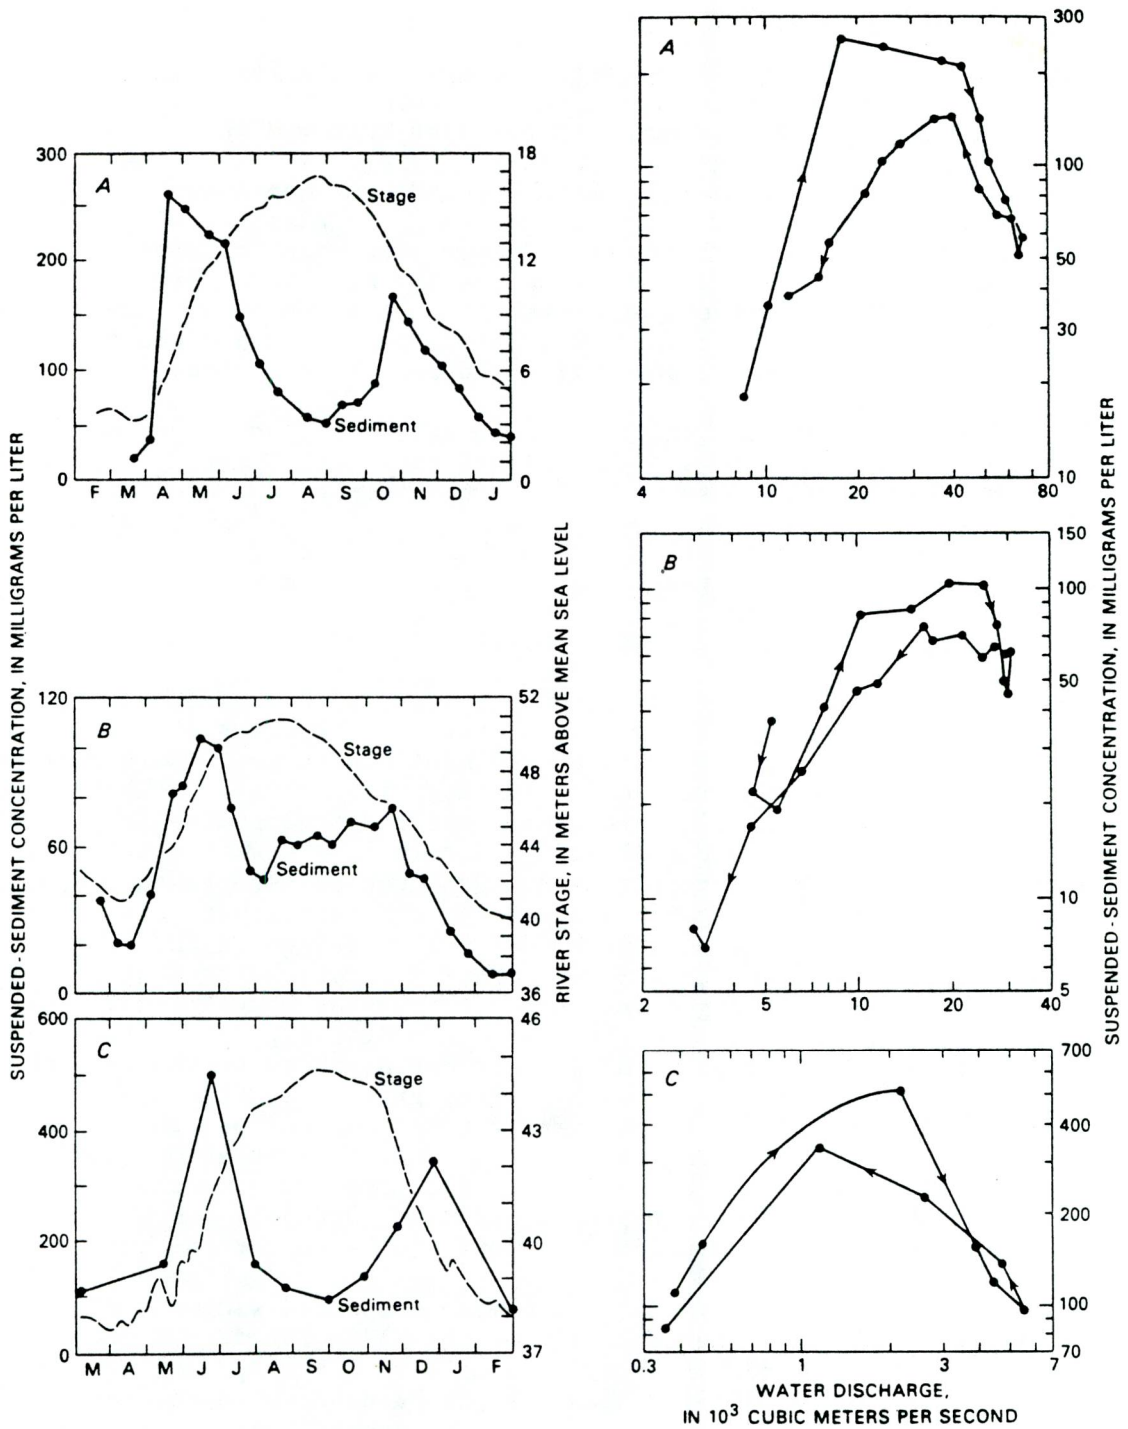 SUSPENDED-SEDIMENT CONCENTRATION, IN MILLIGRAMS PER LITER
A
300
200
100
0
18
12
6
0
Stage
Sediment
F M A M J J A S O N D J
B
120
60
0
52
48
44
40
36
Stage
Sediment
C
600
400
200
0
46
43
40
37
Stage
Sediment
M A M J J A S O N D J F
RIVER STAGE, IN METERS ABOVE MEAN SEA LEVEL
A
300
100
50
30
10
4 10 20 40 80
B
150
100
50
10
5
2 5 10 20 40
C
700
400
200
100
70
0.3 1 3 7
WATER DISCHARGE,
IN 10³ CUBIC METERS PER SECOND
SUSPENDED-SEDIMENT CONCENTRATION, IN MILLIGRAMS PER LITER